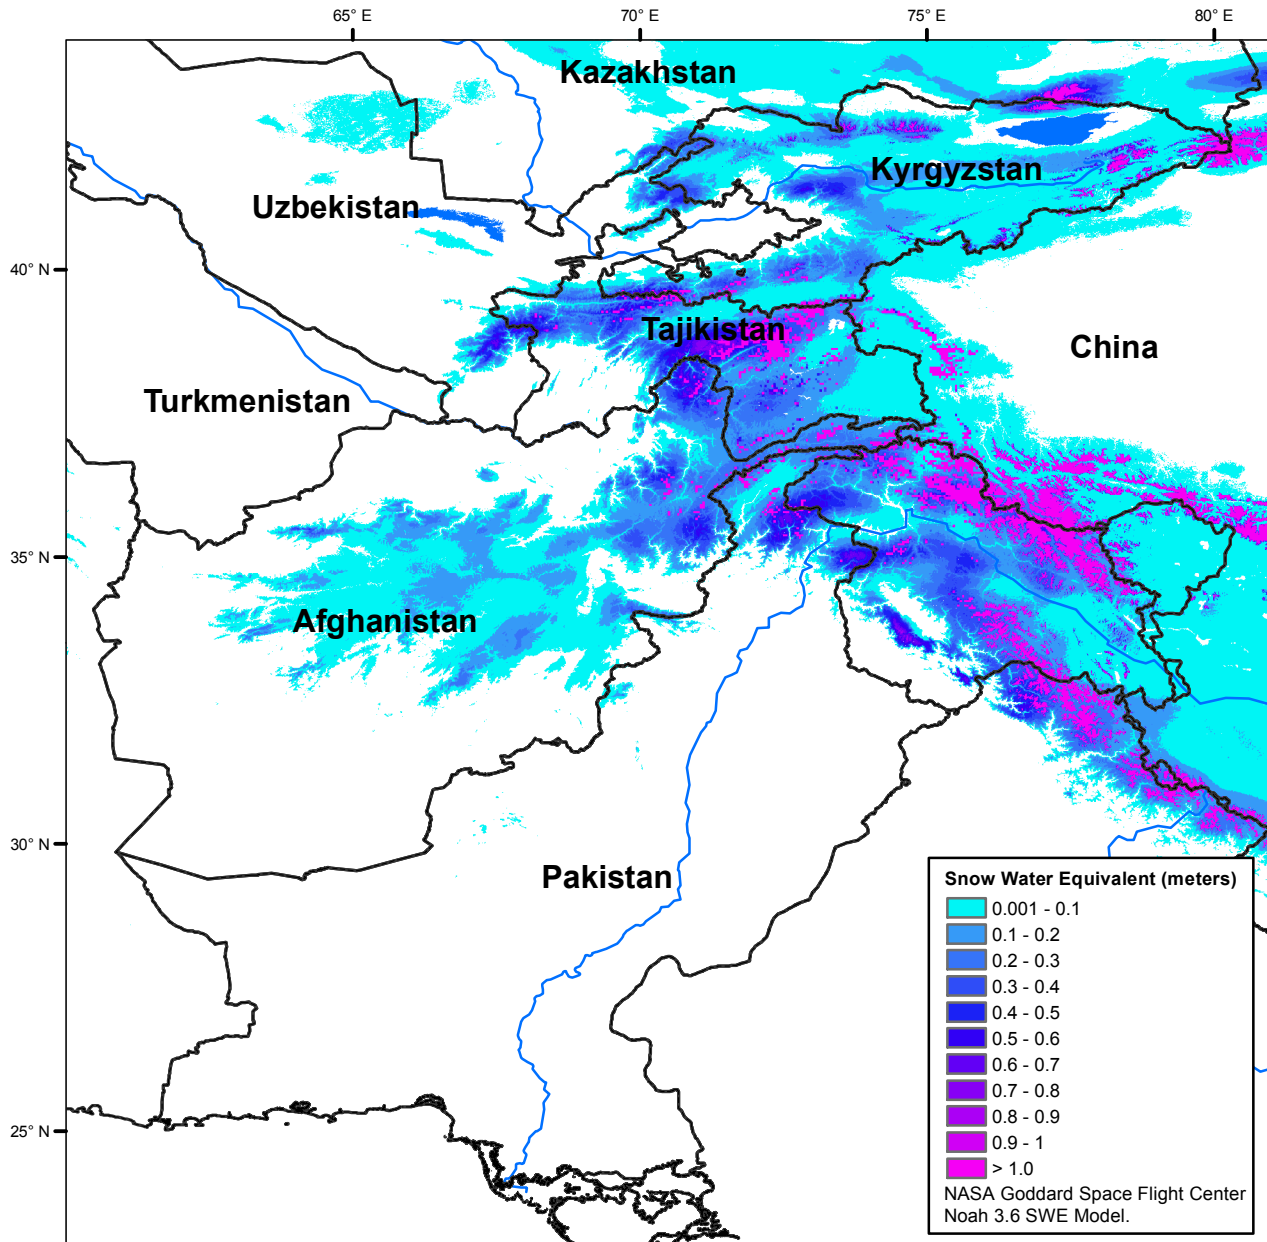 65° E
70° E
75° E
80° E
Kazakhstan
Kyrgyzstan
Uzbekistan
40° N
Tajikistan
China
Turkmenistan
35° N
Afghanistan
30° N
Pakistan
25° N
Snow Water Equivalent (meters)
0.001 - 0.1
0.1 - 0.2
0.2 - 0.3
0.3 - 0.4
0.4 - 0.5
0.5 - 0.6
0.6 - 0.7
0.7 - 0.8
0.8 - 0.9
0.9 - 1
> 1.0
NASA Goddard Space Flight Center
Noah 3.6 SWE Model.